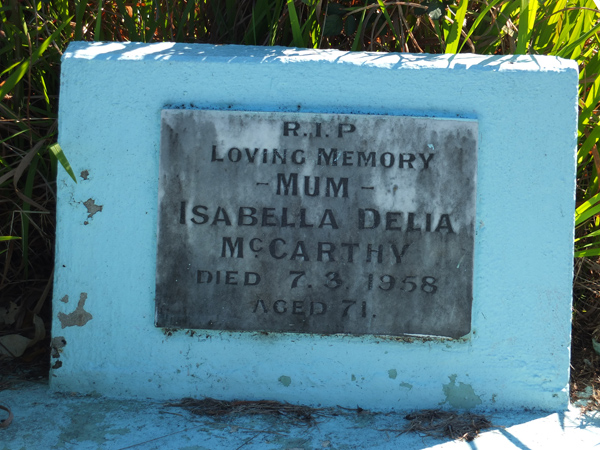 R.I.P
LOVING MEMORY
- MUM -
ISABELLA DELIA
McCARTHY
DIED 7.3.1958
AGED 71.